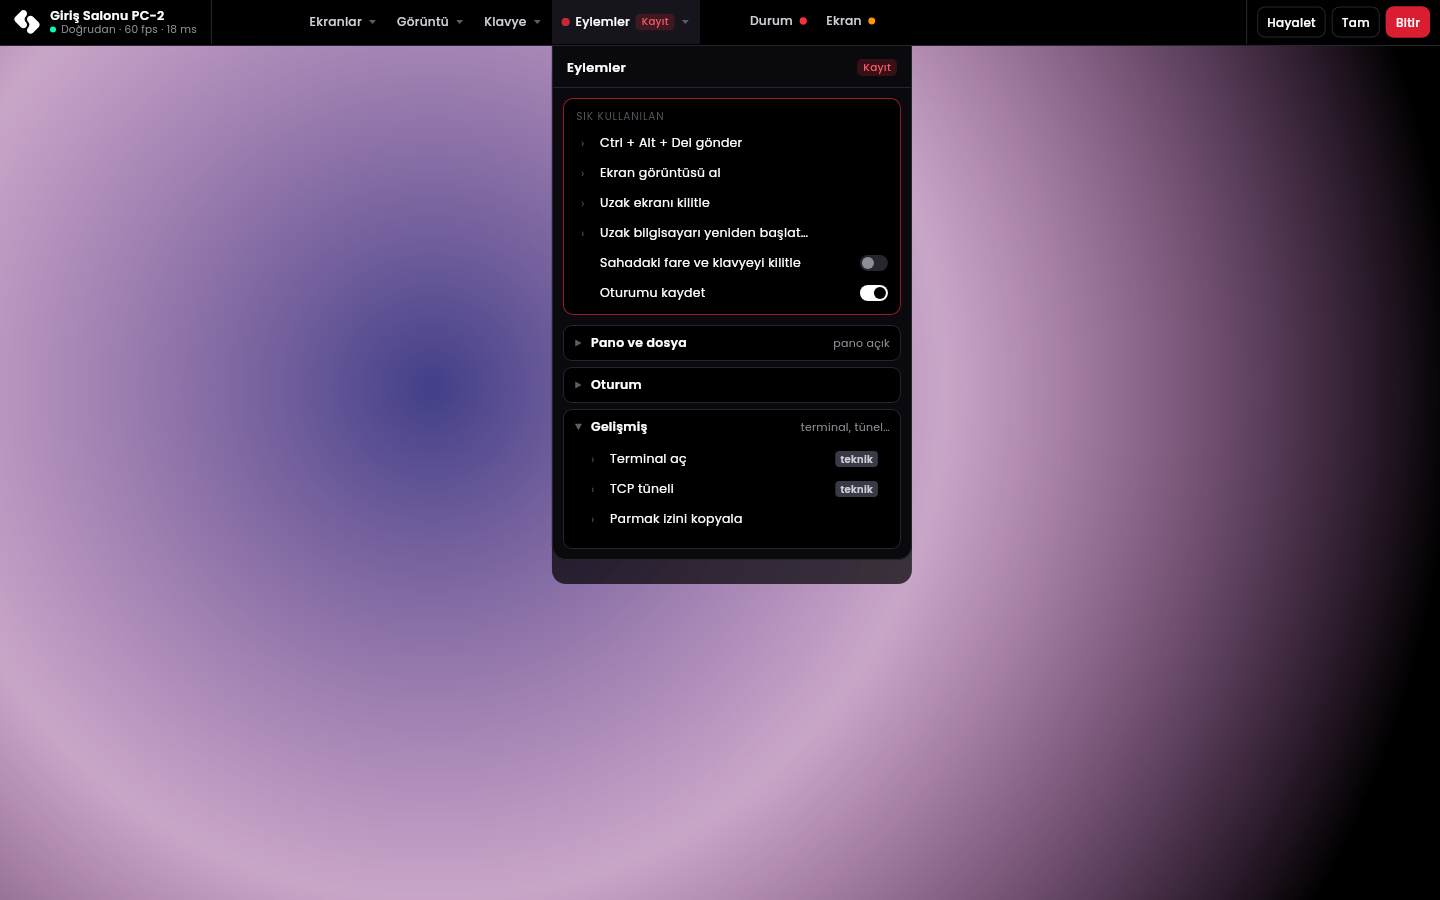 Giriş Salonu PC-2
Doğrudan · 60 fps · 18 ms
Ekranlar
Görüntü
Klavye
Eylemler Kayıt
Durum
Ekran
Hayalet
Tam
Bitir
Eylemler Kayıt
SIK KULLANILAN
Ctrl + Alt + Del gönder
Ekran görüntüsü al
Uzak ekranı kilitle
Uzak bilgisayarı yeniden başlat...
Sahadaki fare ve klavyeyi kilitle
Oturumu kaydet
Pano ve dosya pano açık
Oturum
Gelişmiş terminal, tünel...
Terminal aç teknik
TCP tüneli teknik
Parmak izini kopyala